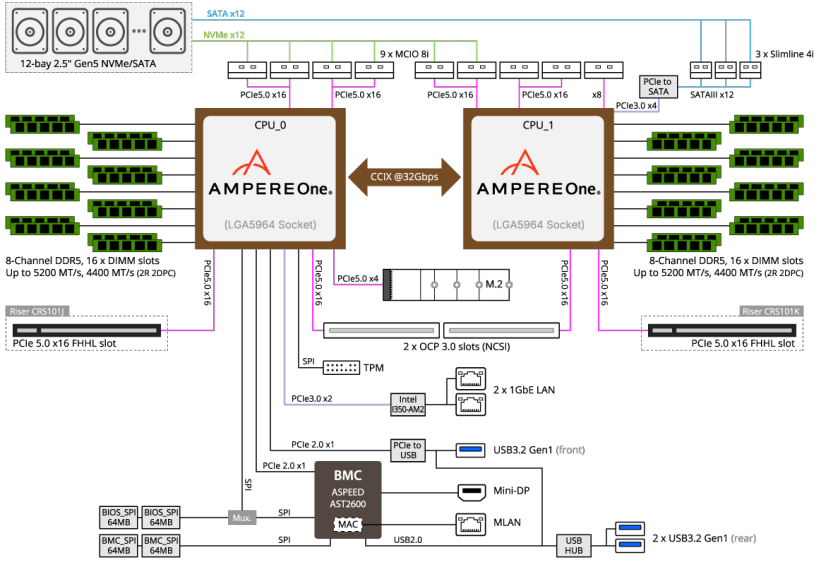 SATA x12
NVMe x12
12-bay 2.5" Gen5 NVMe/SATA
9 x MCIO 8i
3 x Slimline 4i
PCIe5.0 x16
PCIe5.0 x16
PCIe5.0 x16
PCIe5.0 x16
x8
PCIe to
SATA
PCIe3.0 x4
SATAIII x12
CPU_0
AMPEREOne®
(LGA5964 Socket)
CCIX @32Gbps
CPU_1
AMPEREOne®
(LGA5964 Socket)
8-Channel DDR5, 16 x DIMM slots
Up to 5200 MT/s, 4400 MT/s (2R 2DPC)
8-Channel DDR5, 16 x DIMM slots
Up to 5200 MT/s, 4400 MT/s (2R 2DPC)
PCIe5.0 x16
PCIe5.0 x16
PCIe5.0 x4
M.2
PCIe5.0 x16
PCIe5.0 x16
Riser CRS101J
PCIe 5.0 x16 FHHL slot
2 x OCP 3.0 slots (NCSI)
Riser CRS101K
PCIe 5.0 x16 FHHL slot
SPI
TPM
PCIe3.0 x2
Intel
I350-AM2
2 x 1GbE LAN
PCIe 2.0 x1
PCIe to
USB
USB3.2 Gen1 (front)
PCIe 2.0 x1
SPI
BMC
ASPEED
AST2600
MAC
Mini-DP
MLAN
BIOS_SPI
64MB
BIOS_SPI
64MB
Mux.
SPI
BMC_SPI
64MB
BMC_SPI
64MB
SPI
USB2.0
USB
HUB
2 x USB3.2 Gen1 (rear)